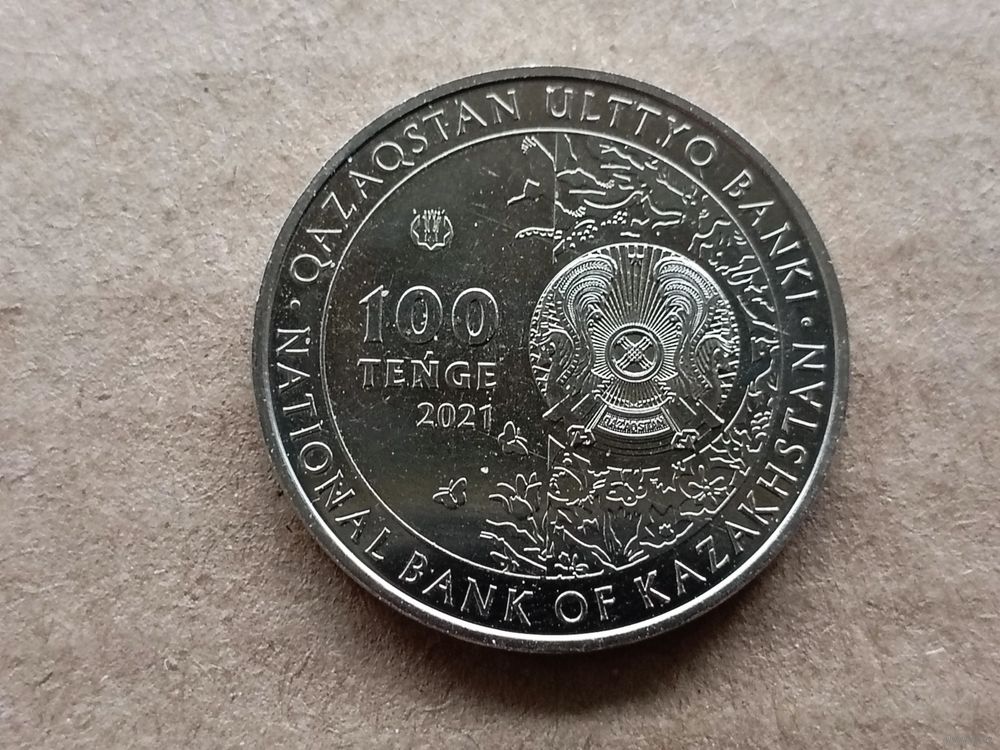 QAZAQSTAN ULTTYQ BANKI
100
TEŃGE
2021
QAZAQSTAN
· NATIONAL BANK OF KAZAKHSTAN ·